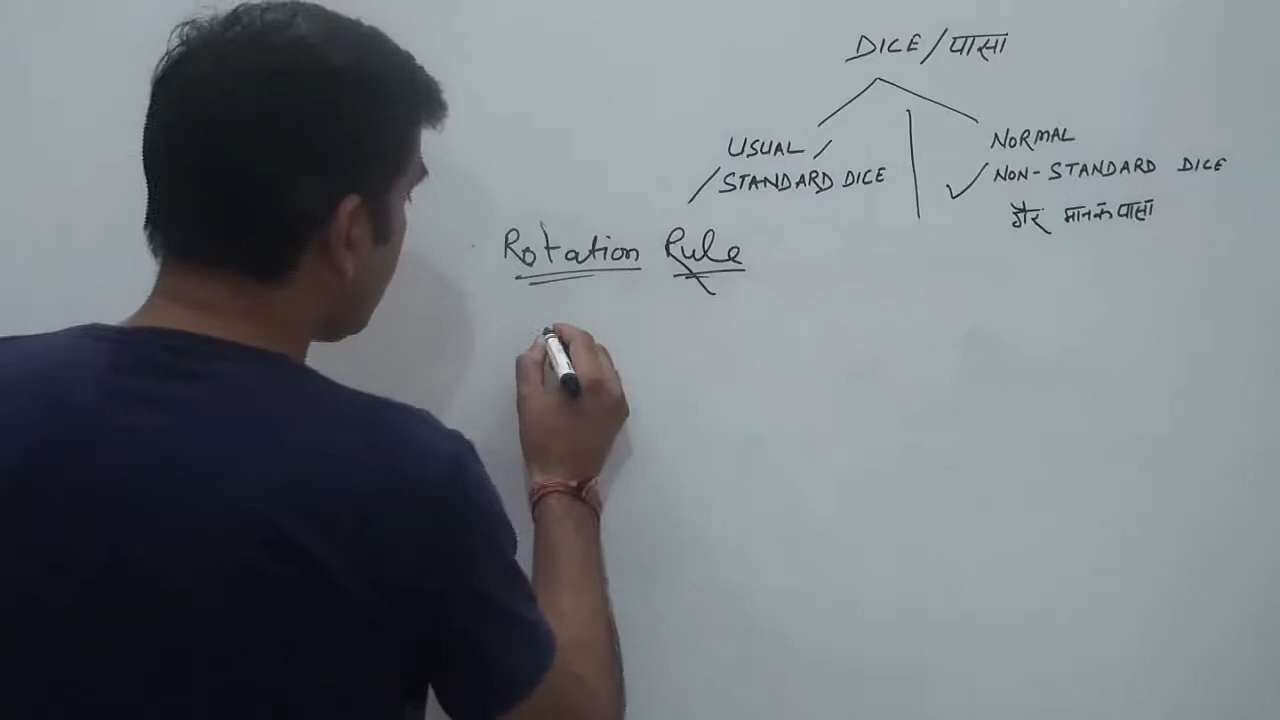 DICE/पासा
USUAL /
STANDARD DICE
NORMAL
NON-STANDARD DICE
गैर मानक पासा
Rotation Rule